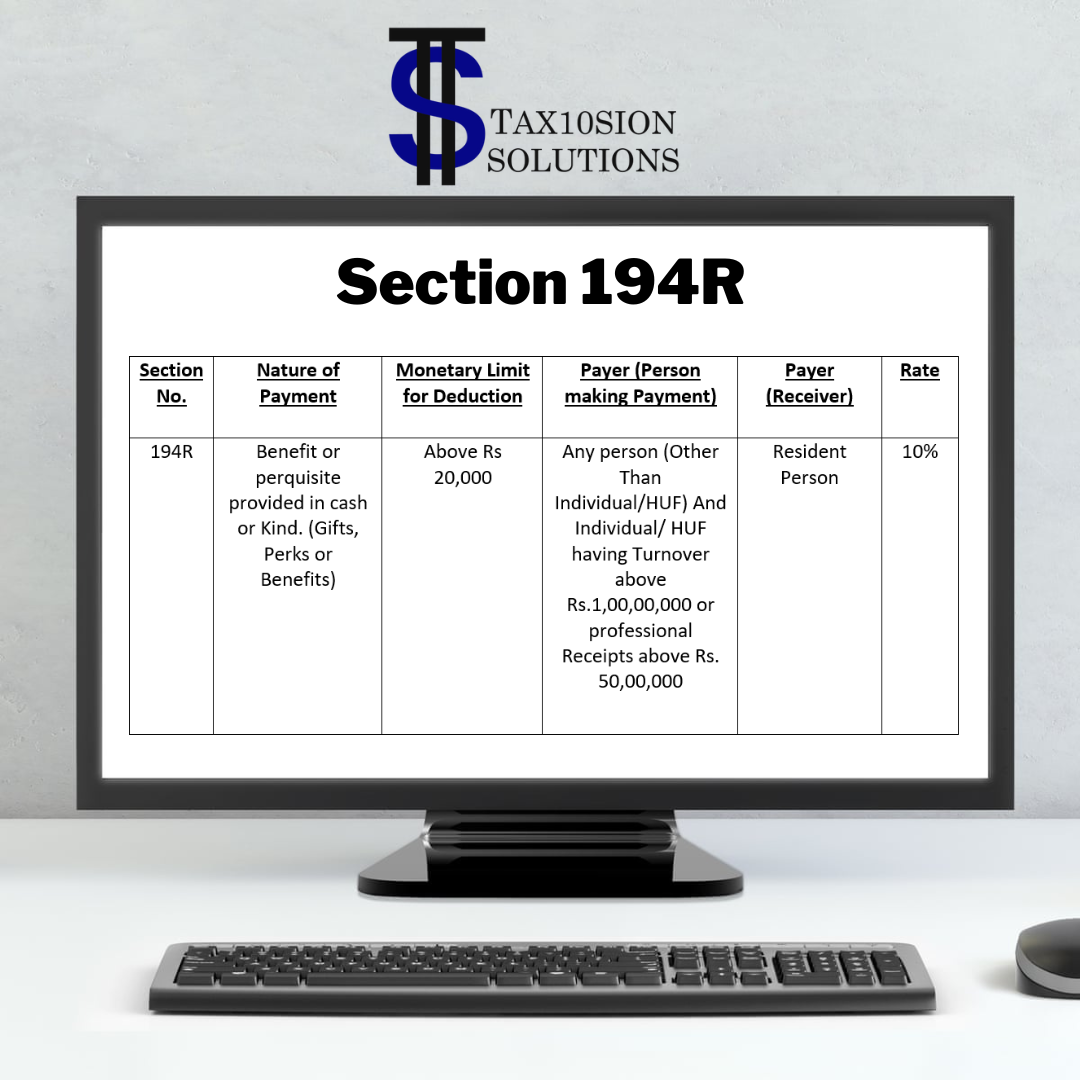 TAX10SION
SOLUTIONS
Section 194R
Section
No.
Nature of
Payment
Monetary Limit
for Deduction
Payer (Person
making Payment)
Payer
(Receiver)
Rate
194R
Benefit or
perquisite
provided in cash
or Kind. (Gifts,
Perks or
Benefits)
Above Rs
20,000
Any person (Other
Than
Individual/HUF) And
Individual/ HUF
having Turnover
above
Rs.1,00,00,000 or
professional
Receipts above Rs.
50,00,000
Resident
Person
10%